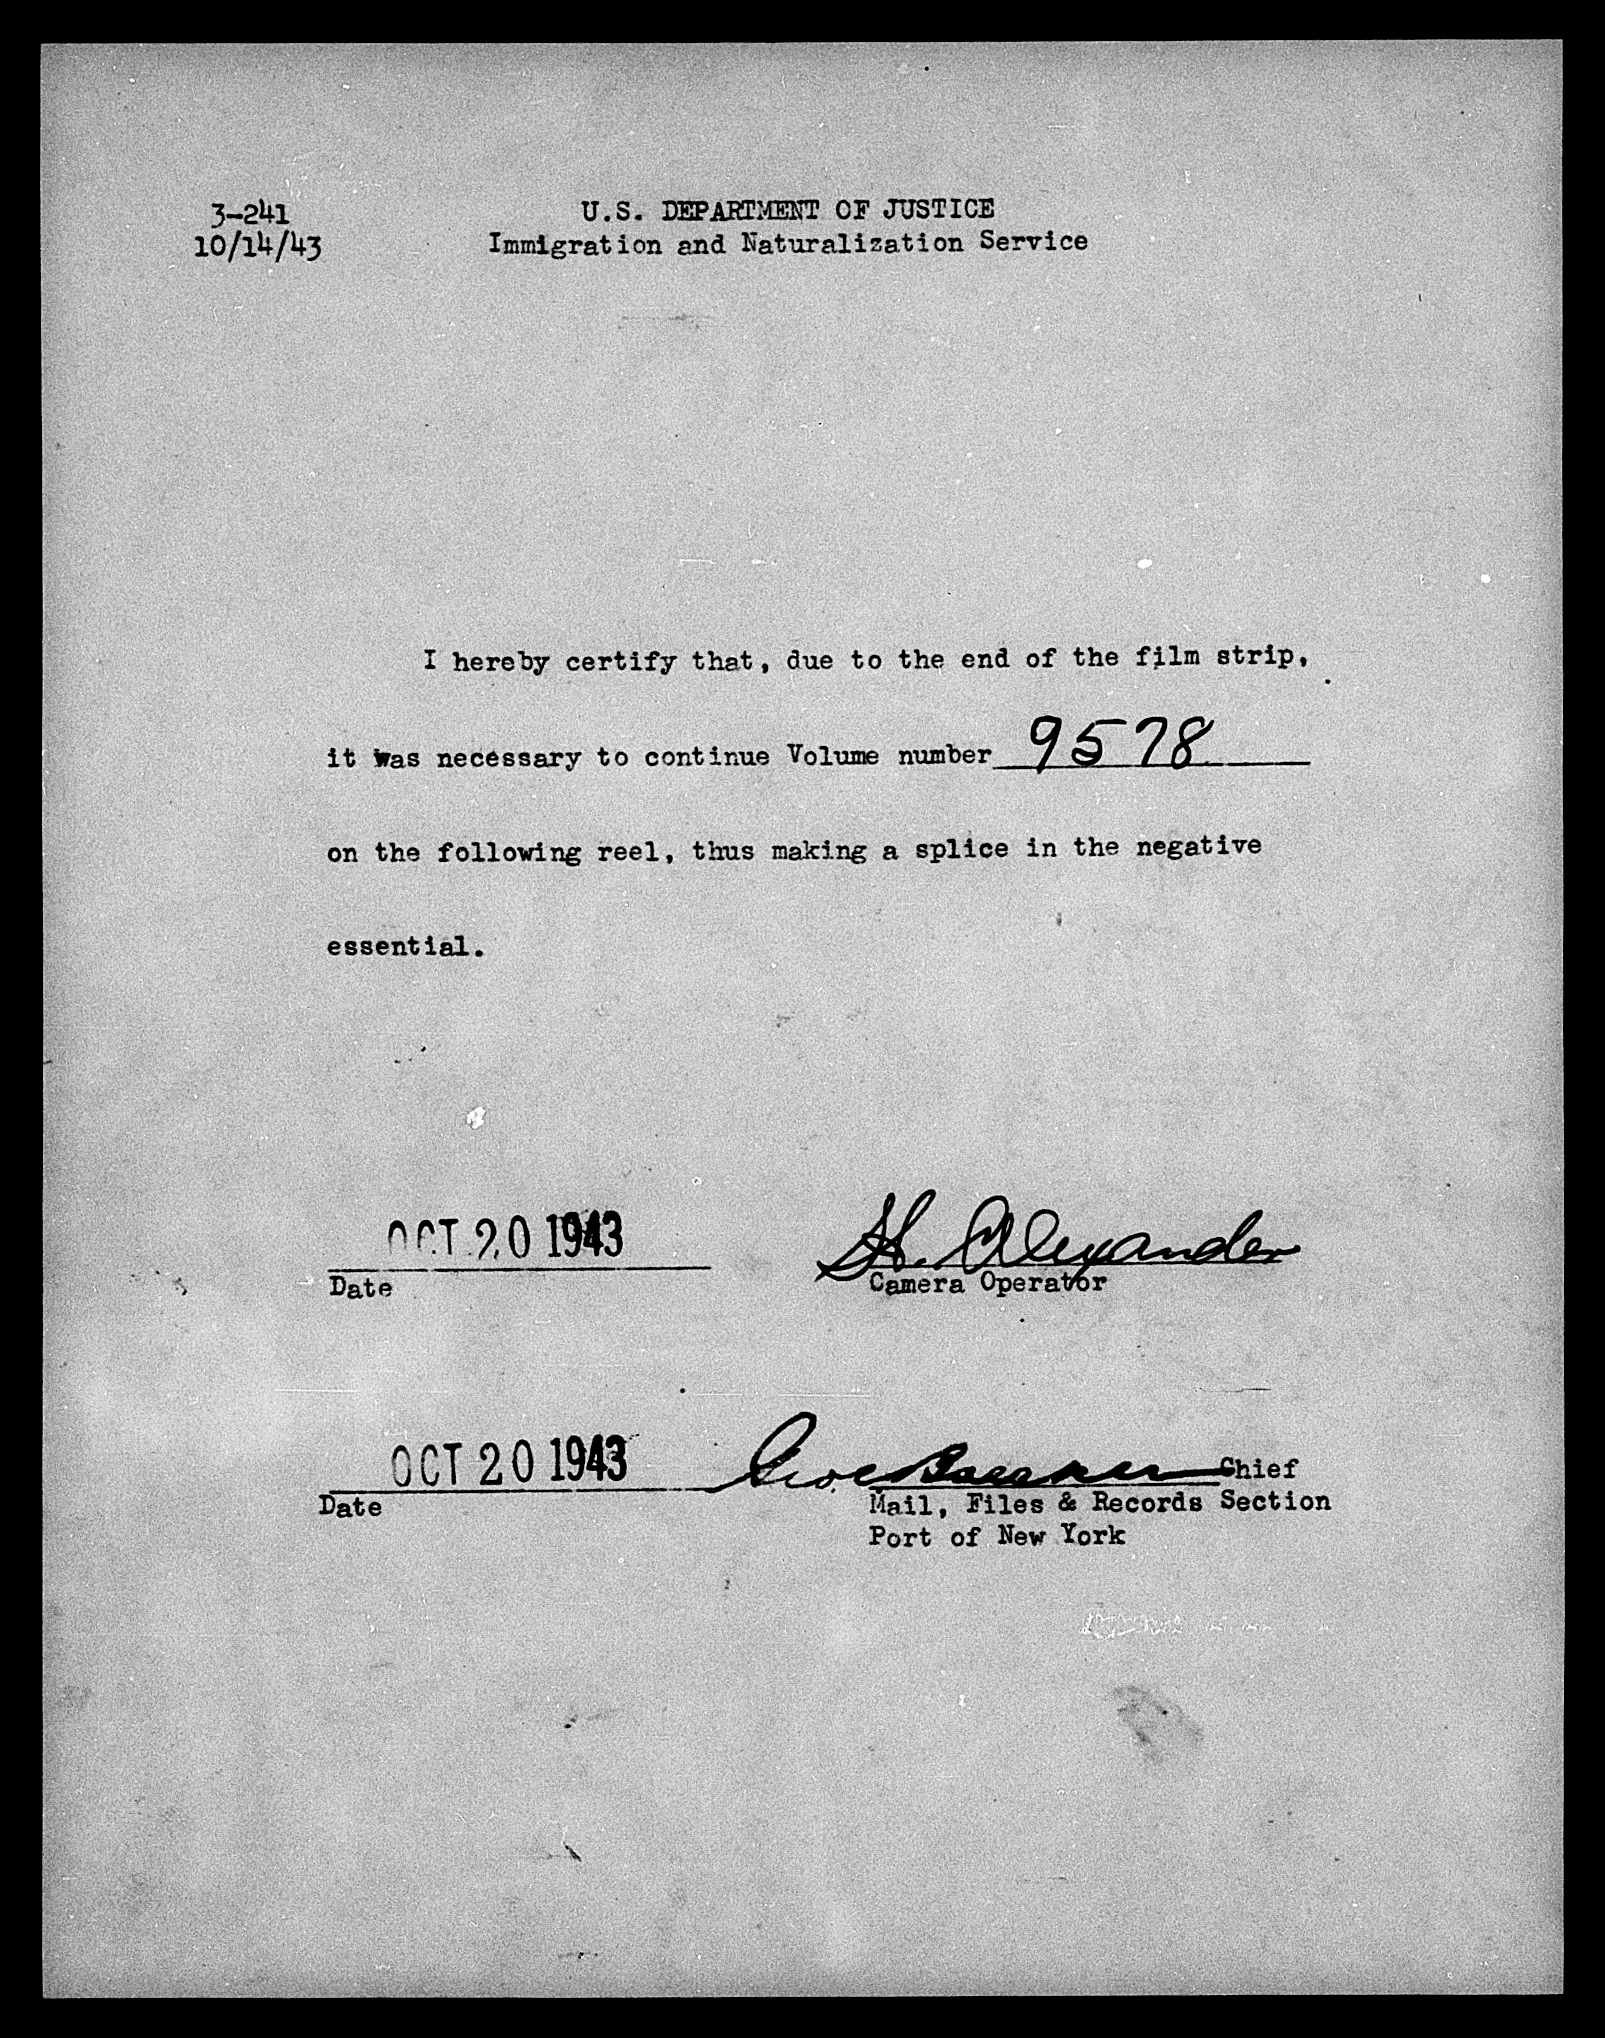 3-241
10/14/43
U.S. DEPARTMENT OF JUSTICE
Immigration and Naturalization Service
I hereby certify that, due to the end of the film strip,
it was necessary to continue Volume number 9578
on the following reel, thus making a splice in the negative
essential.
OCT 20 1943
H. Alexander
Date
Camera Operator
OCT 20 1943
Geo. Chief
Date
Mail, Files & Records Section
Port of New York